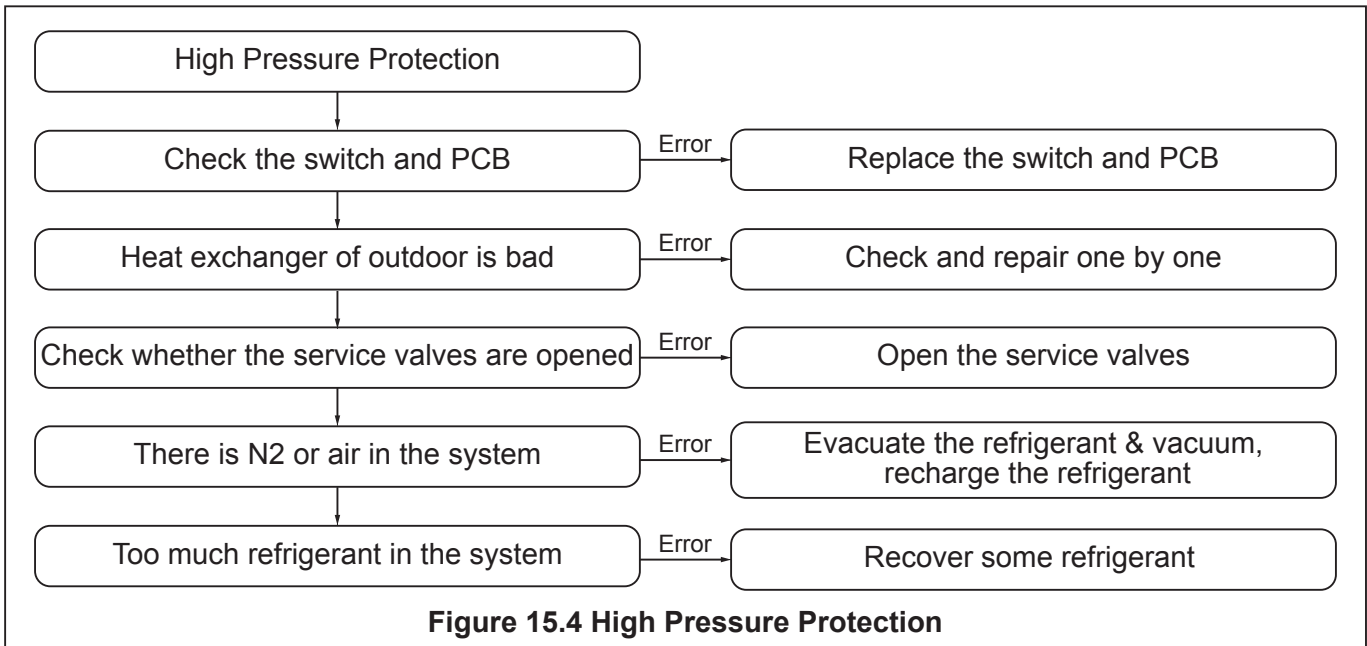 High Pressure Protection
Check the switch and PCB
Error
Replace the switch and PCB
Heat exchanger of outdoor is bad
Error
Check and repair one by one
Check whether the service valves are opened
Error
Open the service valves
There is N2 or air in the system
Error
Evacuate the refrigerant & vacuum,
recharge the refrigerant
Too much refrigerant in the system
Error
Recover some refrigerant
Figure 15.4 High Pressure Protection